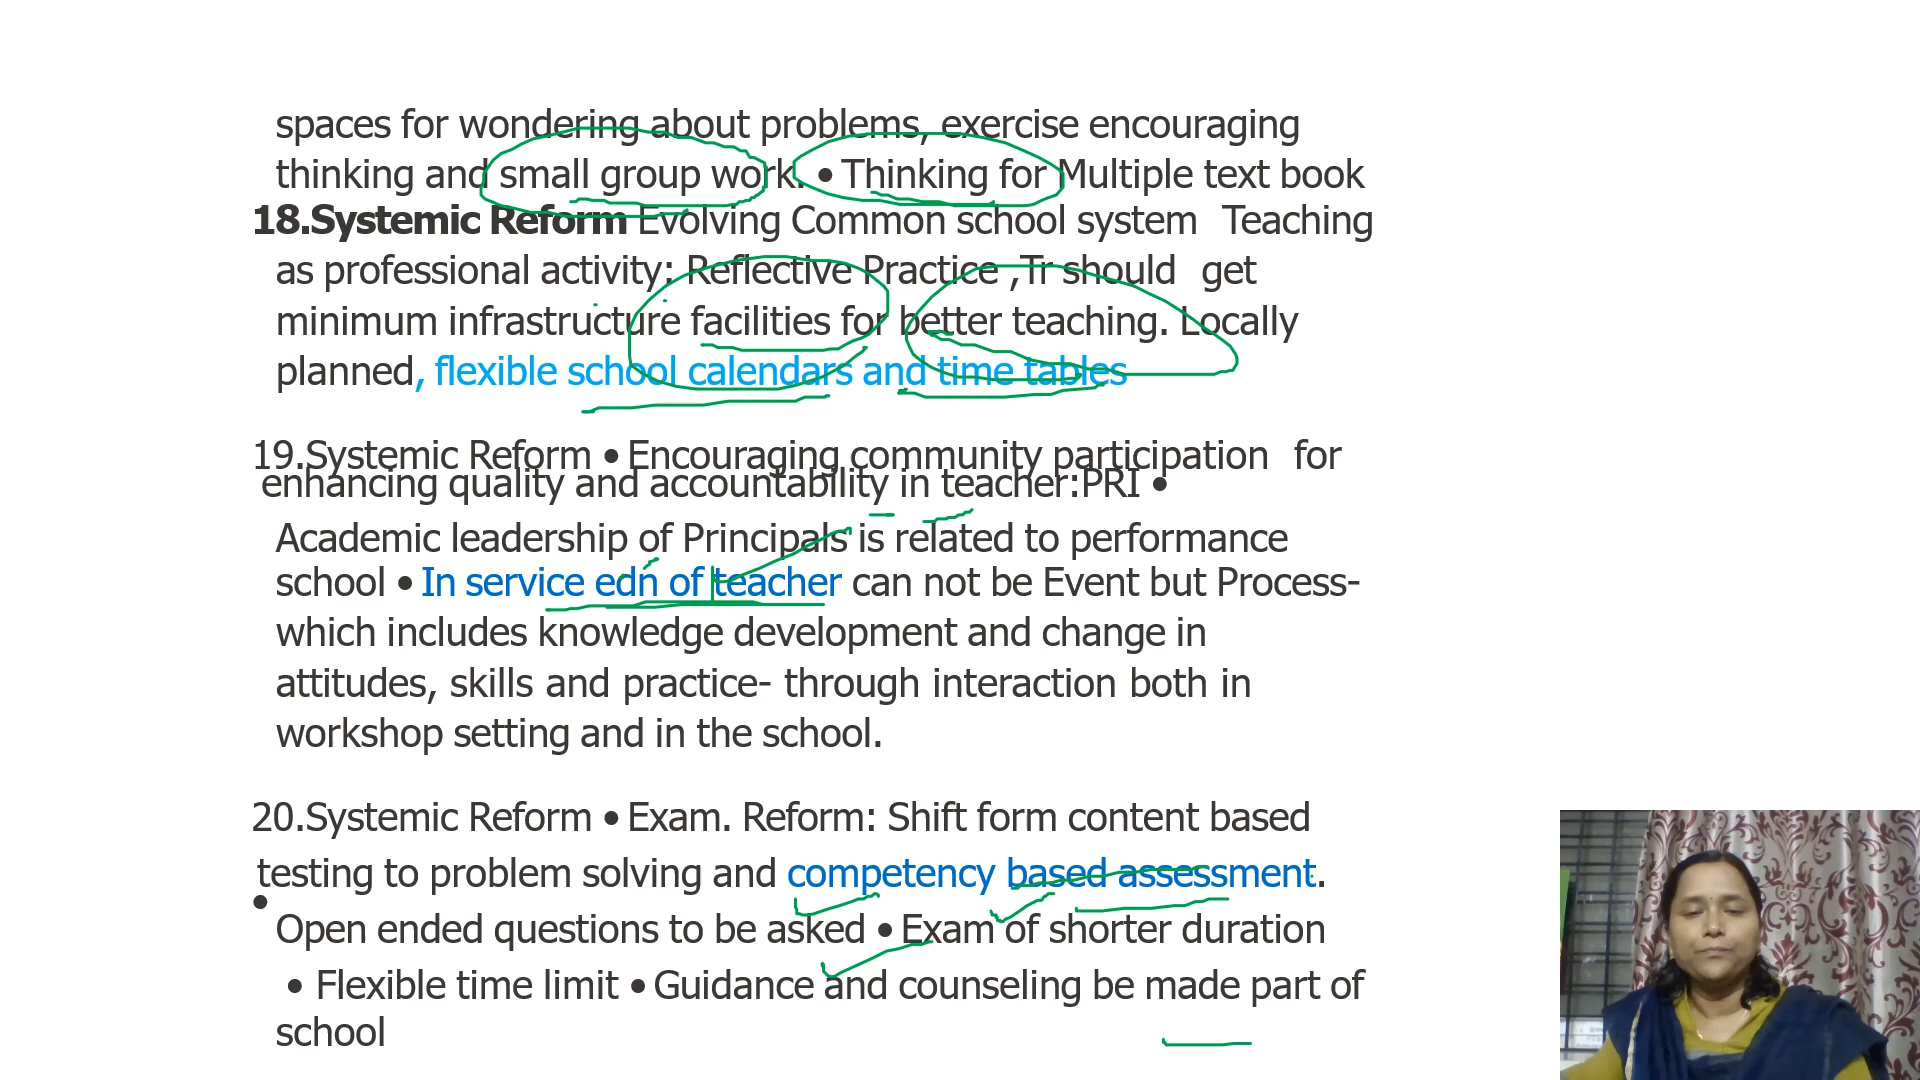 spaces for wondering about problems, exercise encouraging
thinking and small group work. • Thinking for Multiple text book
18.Systemic Reform Evolving Common school system Teaching
as professional activity; Reflective Practice ,Tr should get
minimum infrastructure facilities for better teaching. Locally
planned, flexible school calendars and time tables
19.Systemic Reform • Encouraging community participation for
enhancing quality and accountability in teacher:PRI •
Academic leadership of Principals is related to performance
school • In service edn of teacher can not be Event but Process-
which includes knowledge development and change in
attitudes, skills and practice- through interaction both in
workshop setting and in the school.
20.Systemic Reform • Exam. Reform: Shift form content based
testing to problem solving and competency based assessment.
•
Open ended questions to be asked • Exam of shorter duration
• Flexible time limit • Guidance and counseling be made part of
school